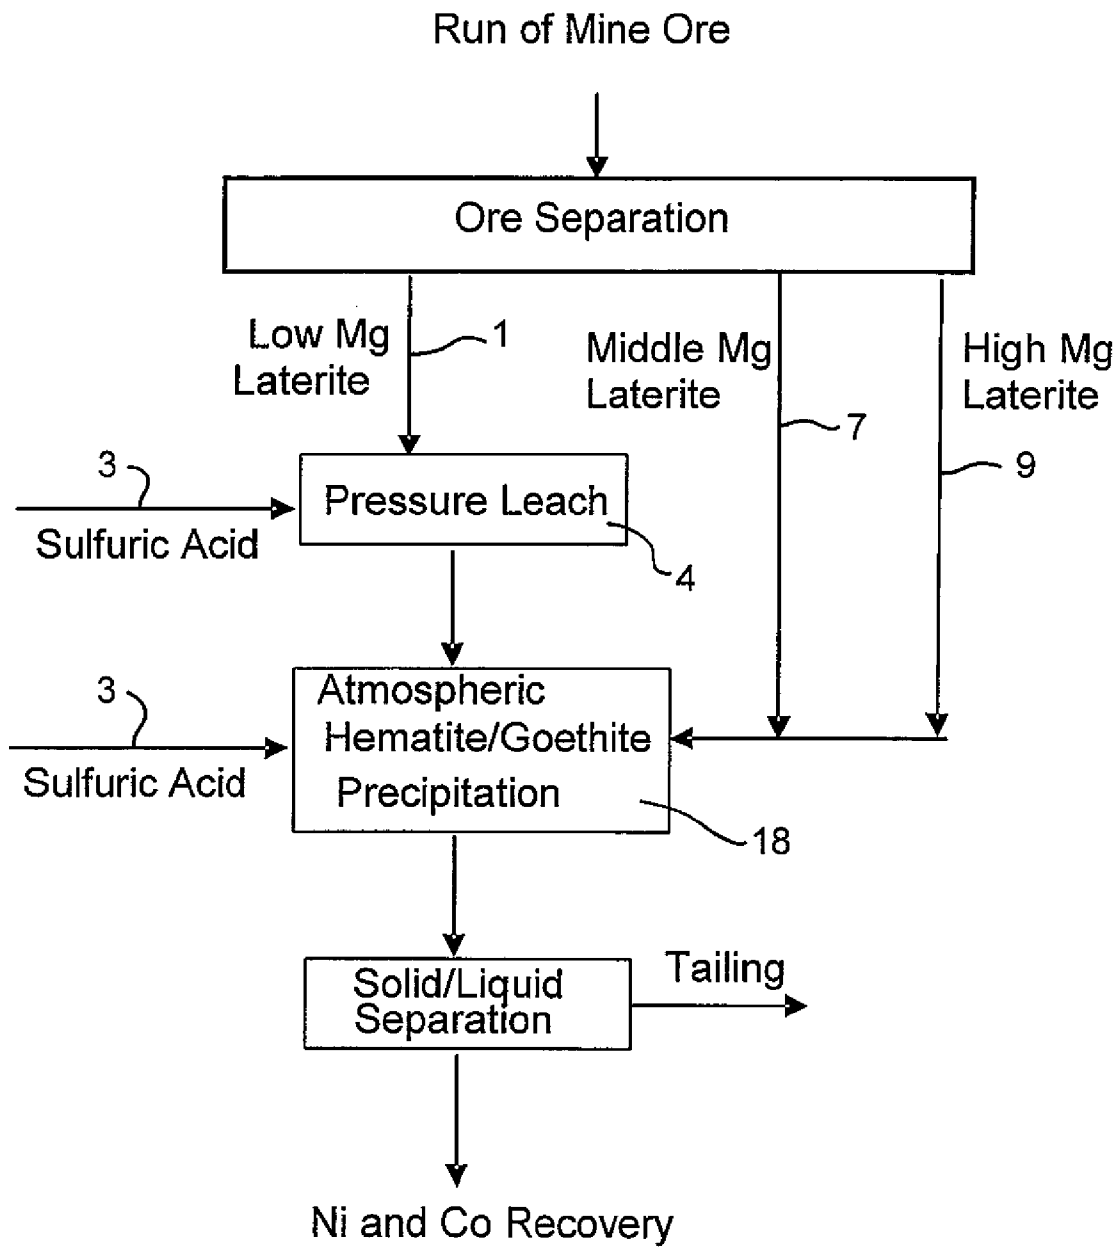 Run of Mine Ore
Ore Separation
Low Mg
Laterite
1
Middle Mg
Laterite
7
High Mg
Laterite
9
3
Sulfuric Acid
Pressure Leach
4
3
Sulfuric Acid
Atmospheric
Hematite/Goethite
Precipitation
18
Solid/Liquid
Separation
Tailing
Ni and Co Recovery